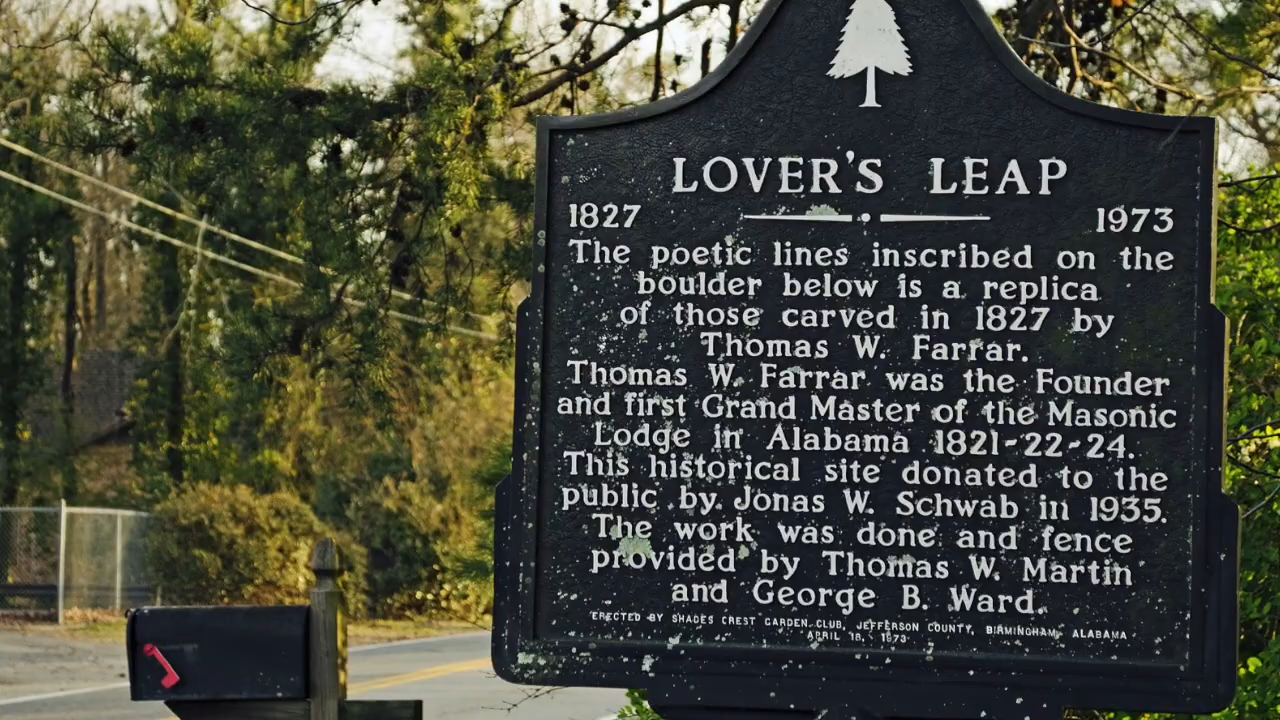 LOVER'S LEAP
1827 1973
The poetic lines inscribed on the
boulder below is a replica
of those carved in 1827 by
Thomas W. Farrar.
Thomas W. Farrar was the Founder
and first Grand Master of the Masonic
Lodge in Alabama 1821-22-24.
This historical site donated to the
public by Jonas W. Schwab in 1935.
The work was done and fence
provided by Thomas W. Martin
and George B. Ward.
ERECTED BY SHADES CREST GARDEN CLUB, JEFFERSON COUNTY, BIRMINGHAM, ALABAMA
APRIL 18, 1973